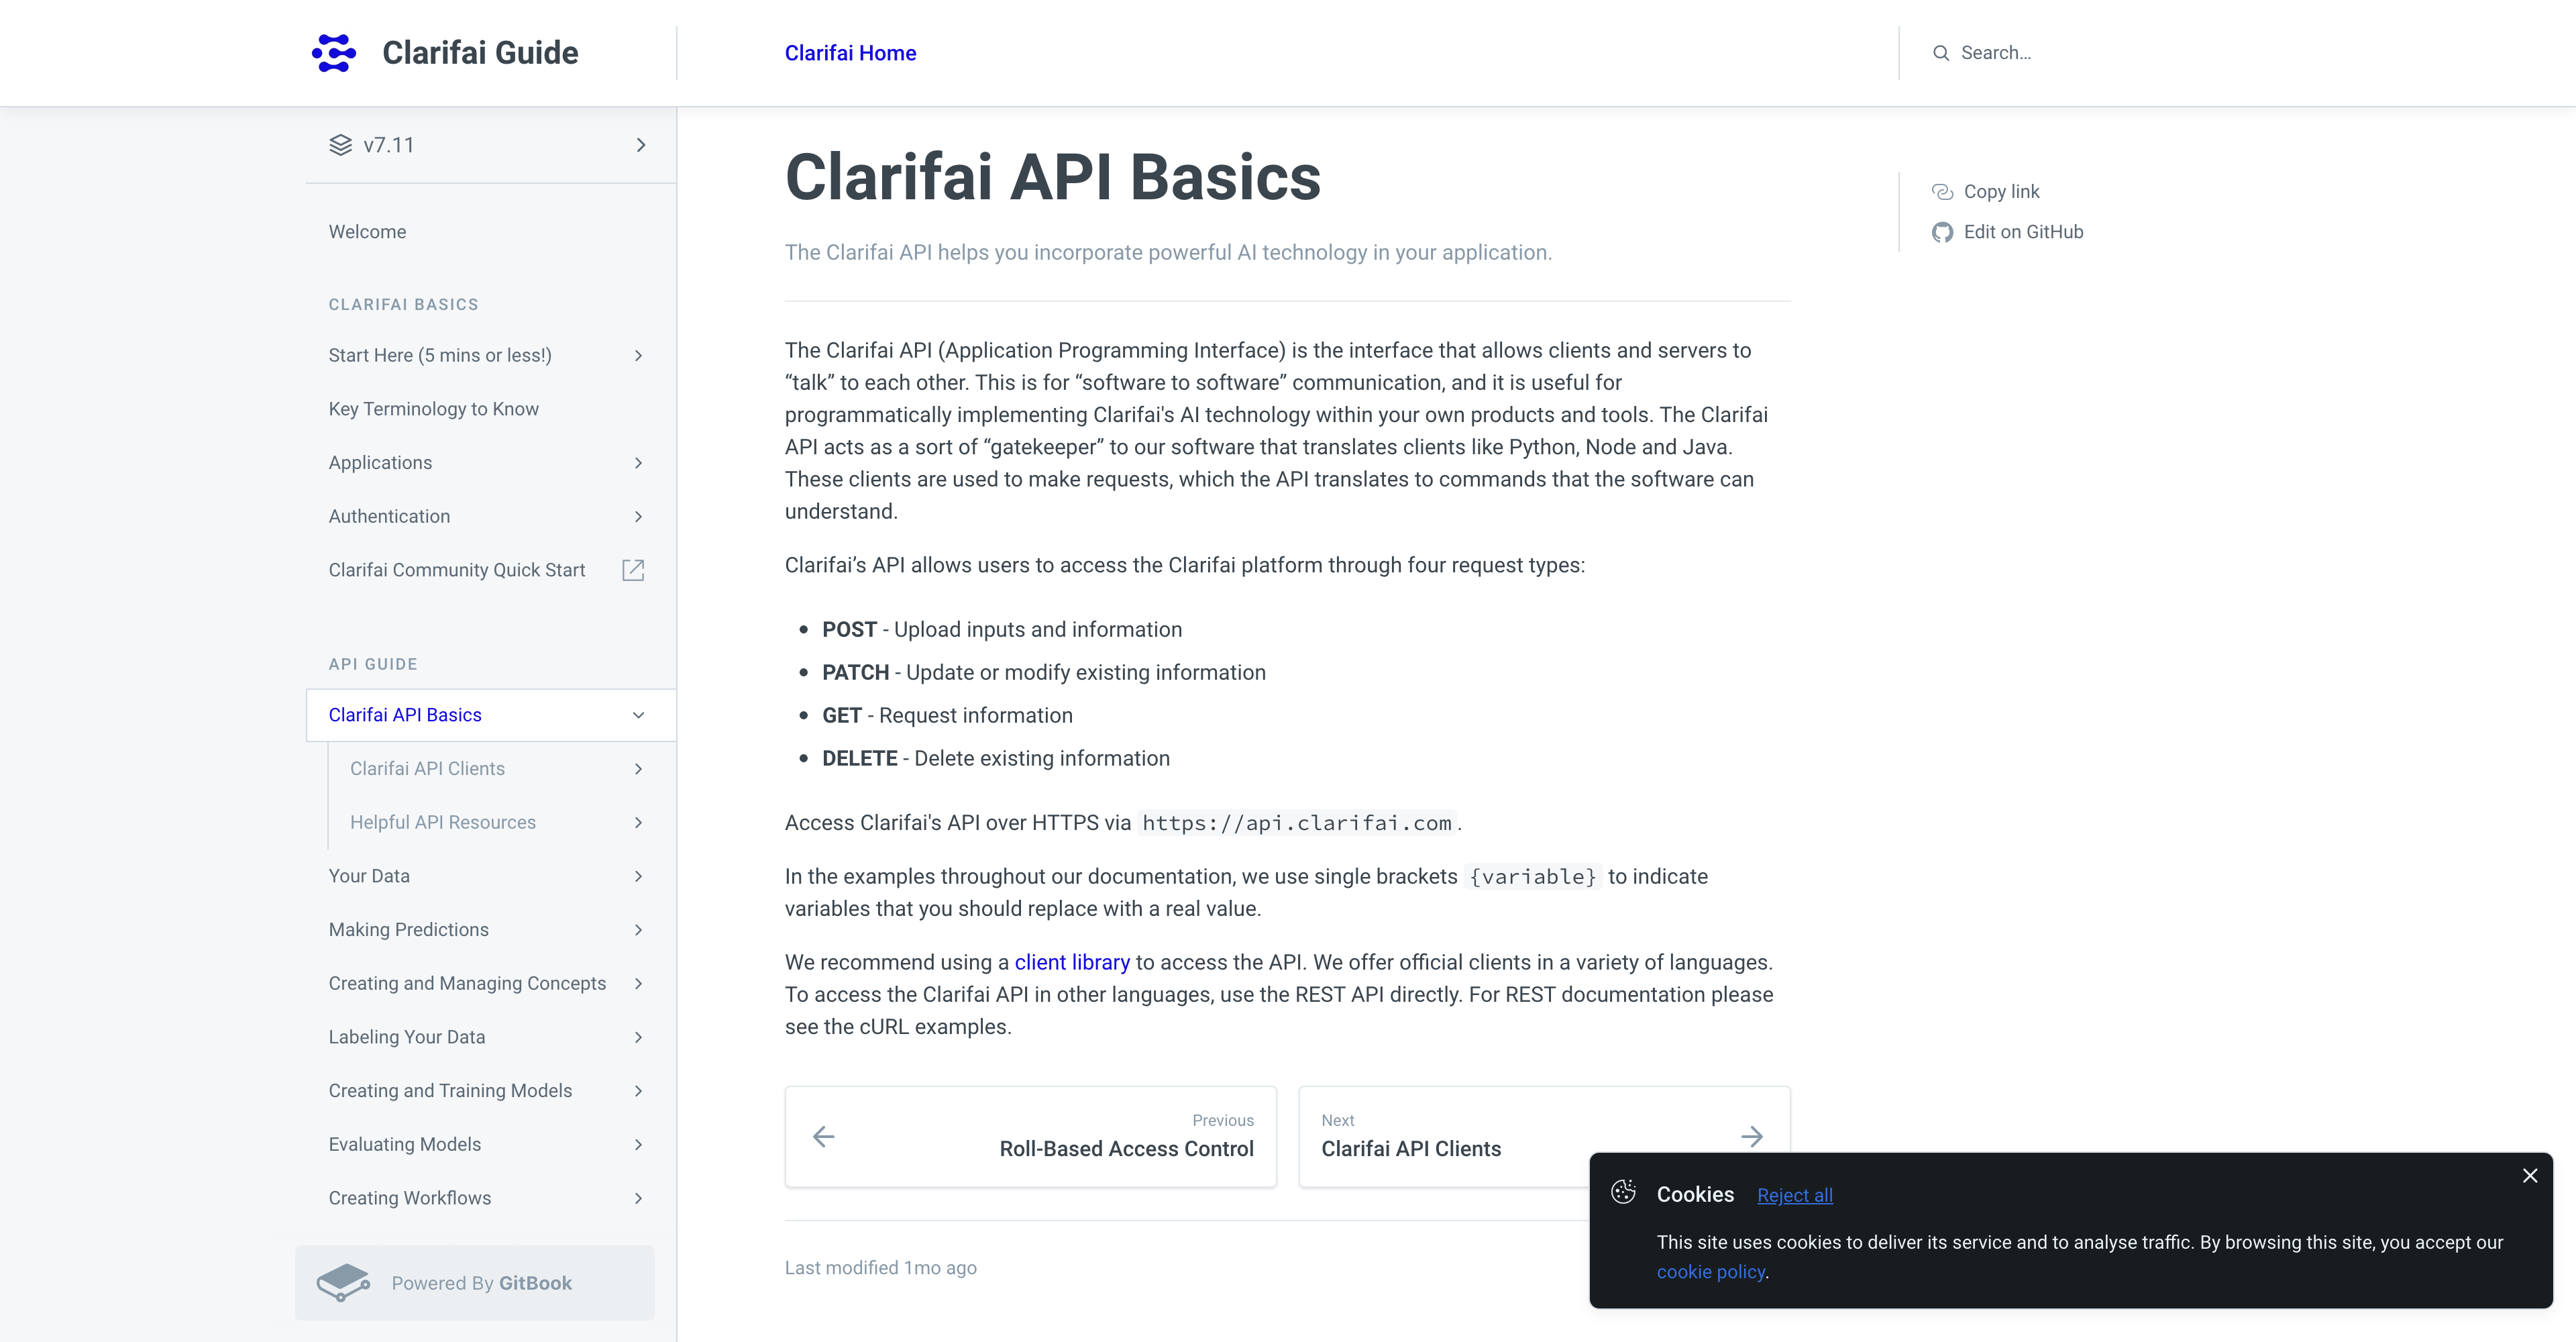 Clarifai Guide
Clarifai Home
Search…
v7.11
Welcome
CLARIFAI BASICS
Start Here (5 mins or less!)
Key Terminology to Know
Applications
Authentication
Clarifai Community Quick Start
API GUIDE
Clarifai API Basics
Clarifai API Clients
Helpful API Resources
Your Data
Making Predictions
Creating and Managing Concepts
Labeling Your Data
Creating and Training Models
Evaluating Models
Creating Workflows
Powered By GitBook
Clarifai API Basics
The Clarifai API helps you incorporate powerful AI technology in your application.
The Clarifai API (Application Programming Interface) is the interface that allows clients and servers to
“talk” to each other. This is for “software to software” communication, and it is useful for
programmatically implementing Clarifai's AI technology within your own products and tools. The Clarifai
API acts as a sort of “gatekeeper” to our software that translates clients like Python, Node and Java.
These clients are used to make requests, which the API translates to commands that the software can
understand.
Clarifai’s API allows users to access the Clarifai platform through four request types:
• POST - Upload inputs and information
• PATCH - Update or modify existing information
• GET - Request information
• DELETE - Delete existing information
Access Clarifai's API over HTTPS via https://api.clarifai.com.
In the examples throughout our documentation, we use single brackets {variable} to indicate
variables that you should replace with a real value.
We recommend using a client library to access the API. We offer official clients in a variety of languages.
To access the Clarifai API in other languages, use the REST API directly. For REST documentation please
see the cURL examples.
Previous
Roll-Based Access Control
Next
Clarifai API Clients
Last modified 1mo ago
Copy link
Edit on GitHub
Cookies Reject all
This site uses cookies to deliver its service and to analyse traffic. By browsing this site, you accept our
cookie policy.